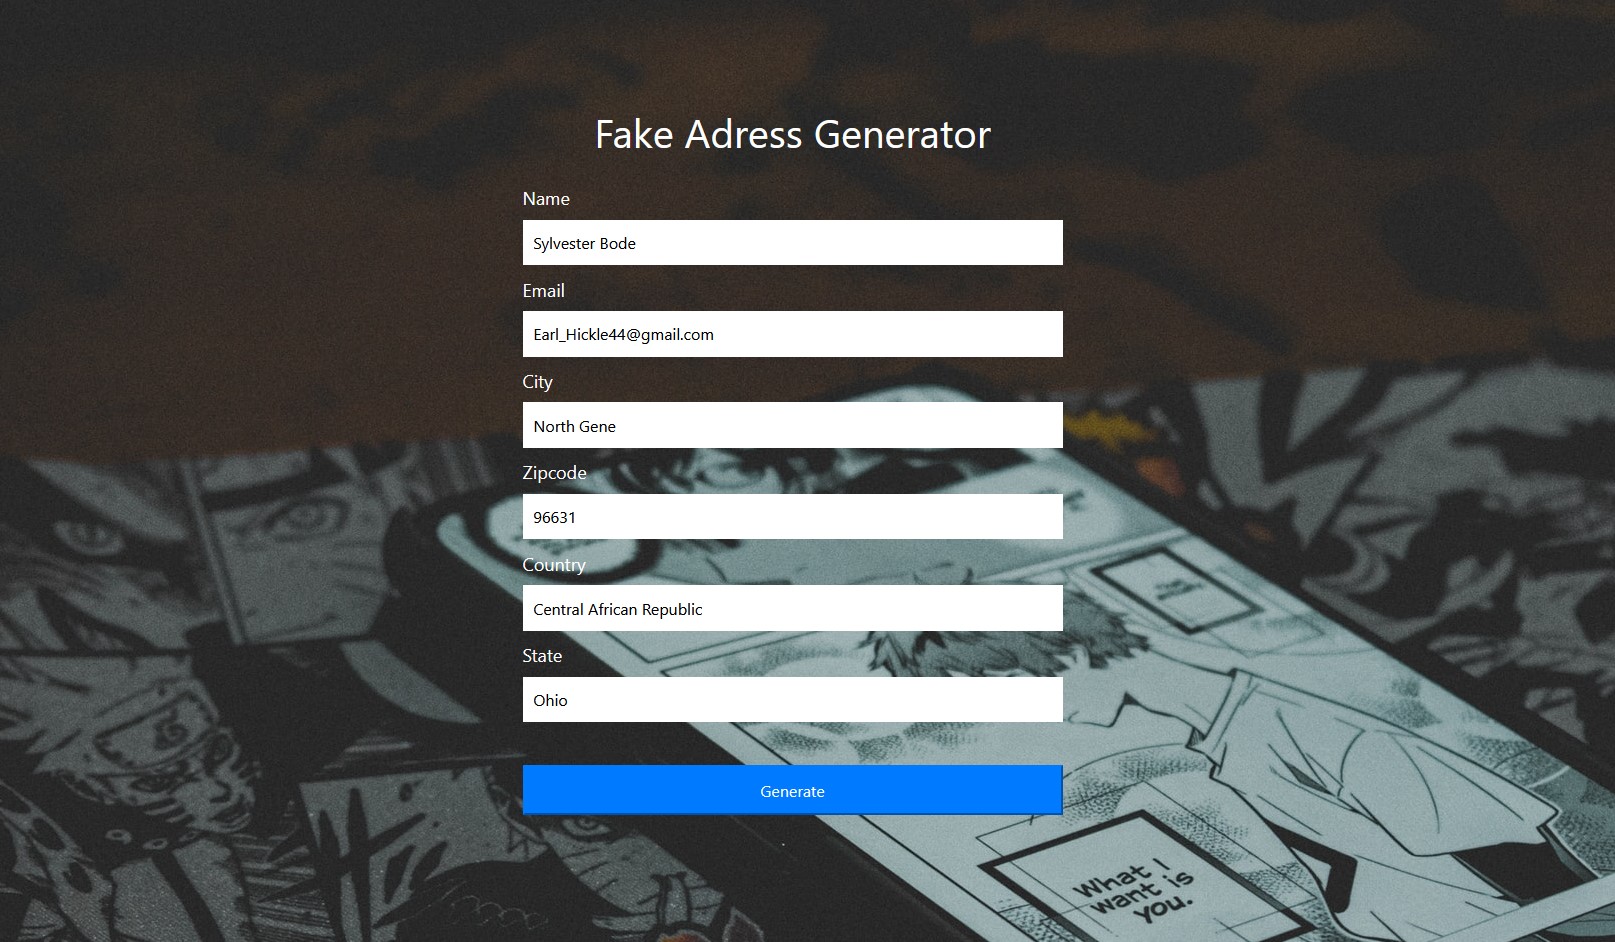 Fake Adress Generator
Name
Sylvester Bode
Email
Earl_Hickle44@gmail.com
City
North Gene
Zipcode
96631
Country
Central African Republic
State
Ohio
Generate
What I
want is
you.